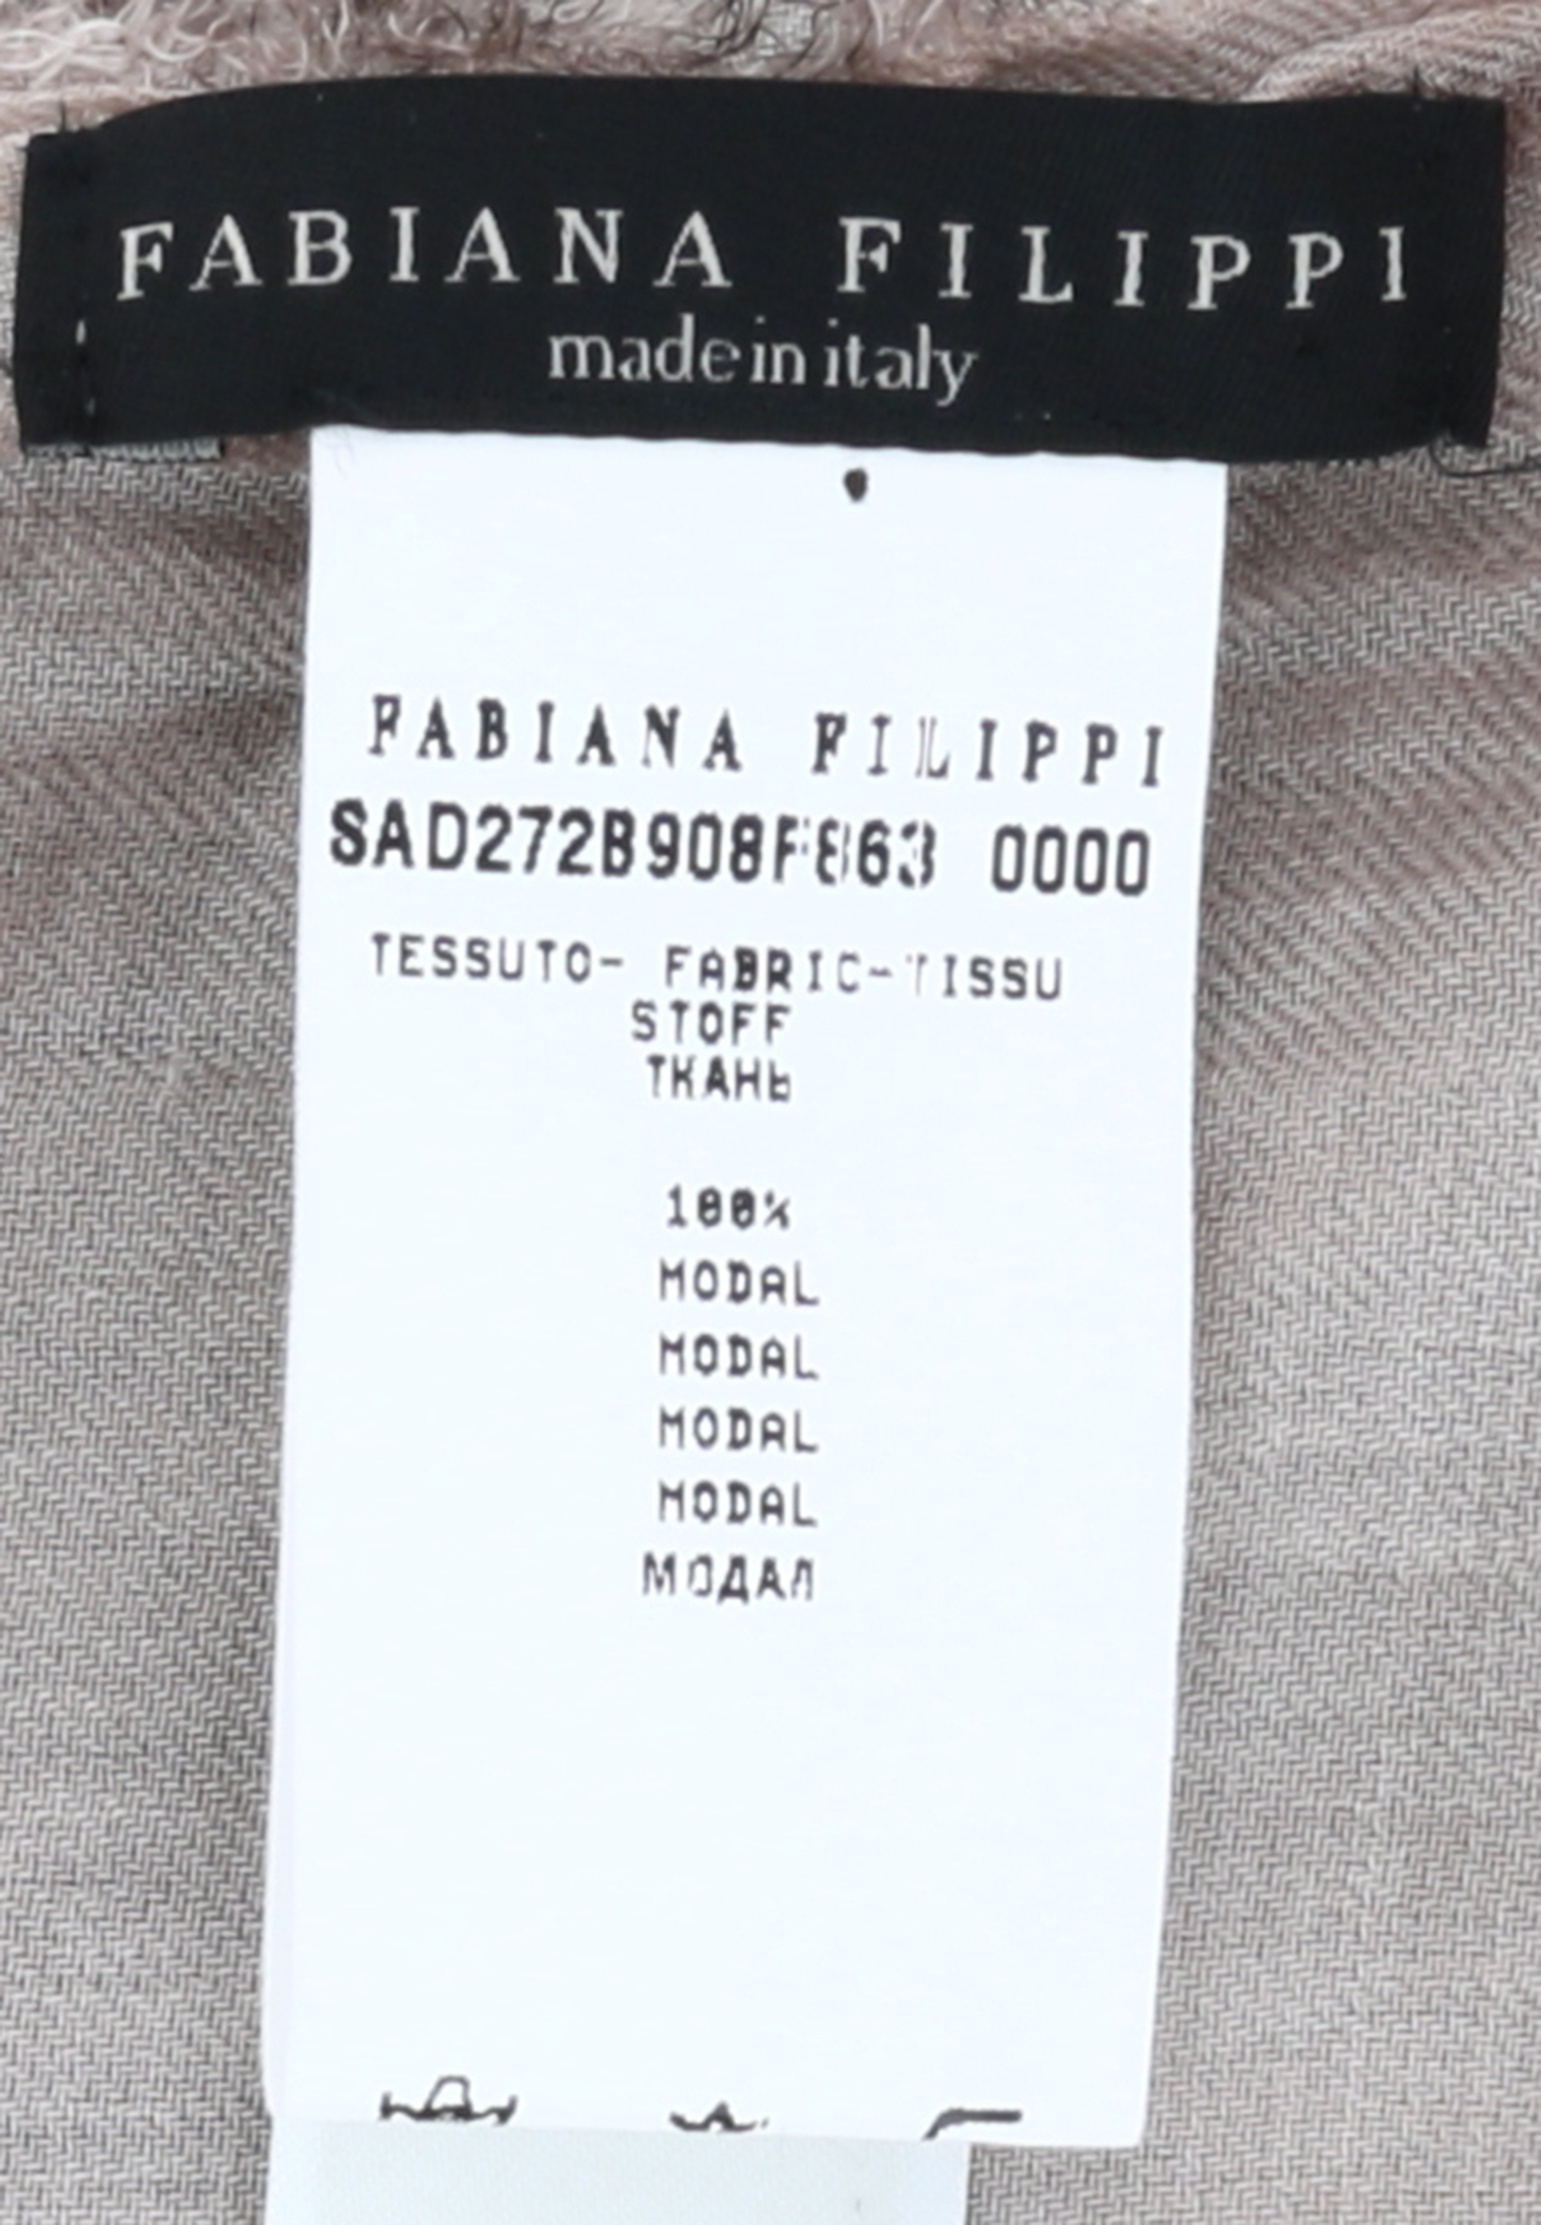 FABIANA FILIPPI
made in italy
FABIANA FILIPPI
SAD272B908F863 0000
TESSUTO- FABRIC-TISSU
STOFF
ТКАНЬ
100%
MODAL
MODAL
MODAL
MODAL
МОДАЛ